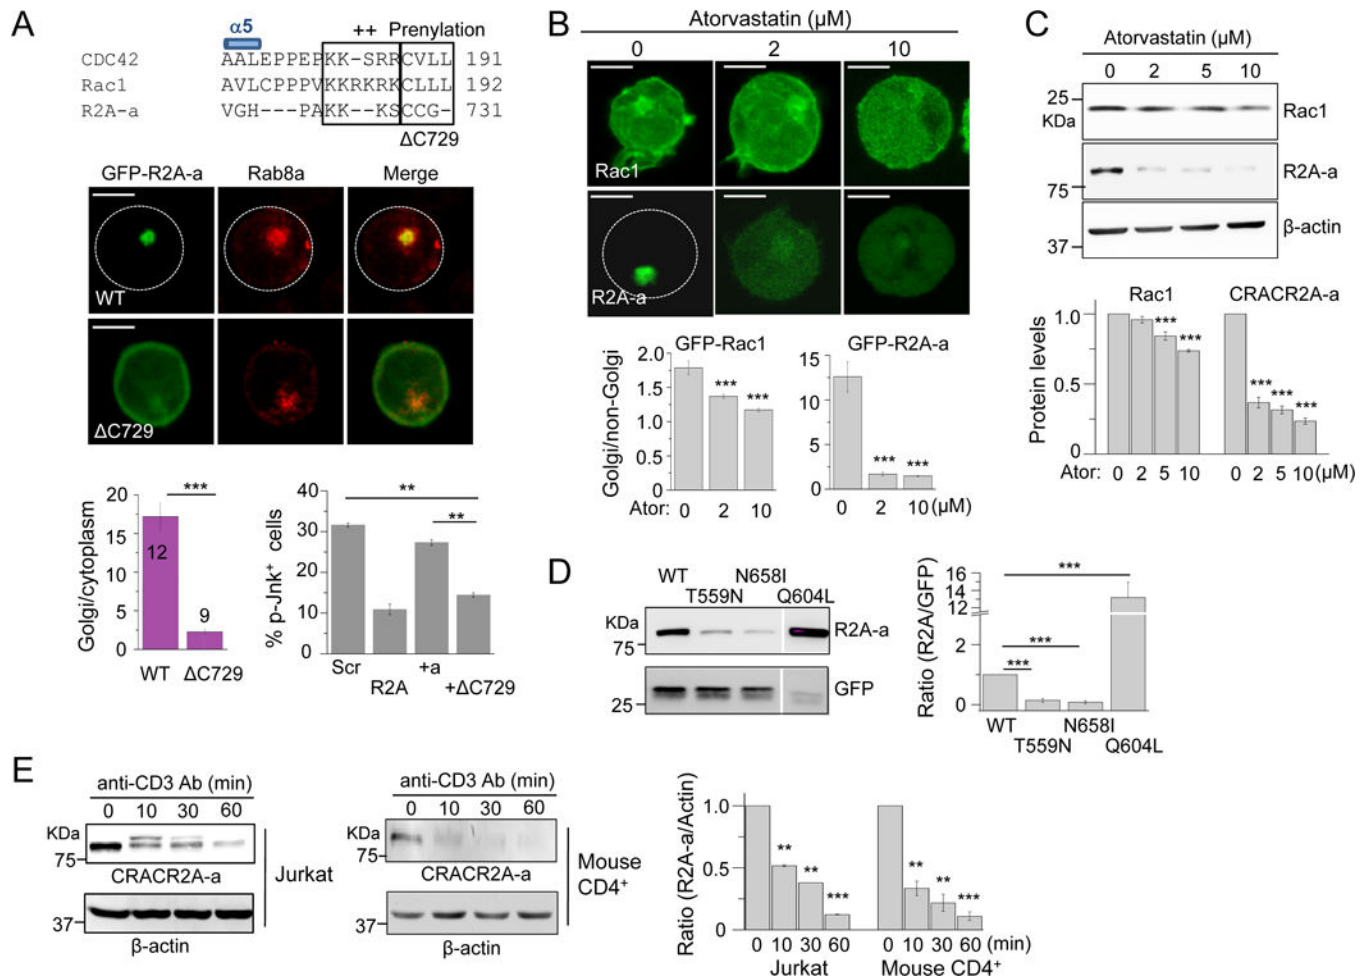 A
α5
++ Prenylation
CDC42 AALEPPEPKK-SRRCVLL 191
Rac1 AVLCPPPVKKRKRKCLLL 192
R2A-a VGH---PAKK--KSCCG- 731
ΔC729
GFP-R2A-a Rab8a Merge
WT
ΔC729
Golgi/cytoplasm
20
15
10
5
0
***
12
9
WT ΔC729
% p-Jnk+ cells
40
30
20
10
0
**
**
Scr +a
R2A +ΔC729
B
Atorvastatin (μM)
0 2 10
Rac1
R2A-a
GFP-Rac1 GFP-R2A-a
Golgi/non-Golgi
2.0
1.5
1.0
0.5
0.0
*** ***
15
10
5
0
*** ***
Ator: 0 2 10 0 2 10 (μM)
C
Atorvastatin (μM)
0 2 5 10
25
KDa
Rac1
75
R2A-a
37
β-actin
Rac1 CRACR2A-a
Protein levels
1.0
0.5
0
*** ***
*** *** ***
Ator: 0 2 5 10 0 2 5 10 (μM)
D
WT N658I
T559N Q604L
KDa
75
R2A-a
25
GFP
Ratio (R2A/GFP)
16
14
12
2
0
***
***
***
WT N658I
T559N Q604L
E
anti-CD3 Ab (min)
0 10 30 60
KDa
75
CRACR2A-a
37
β-actin
Jurkat
anti-CD3 Ab (min)
0 10 30 60
KDa
75
CRACR2A-a
37
β-actin
Mouse
CD4+
Ratio (R2A-a/Actin)
1.0
0.5
0
** ** ***
** ** ***
0 10 30 60 0 10 30 60 (min)
Jurkat Mouse CD4+